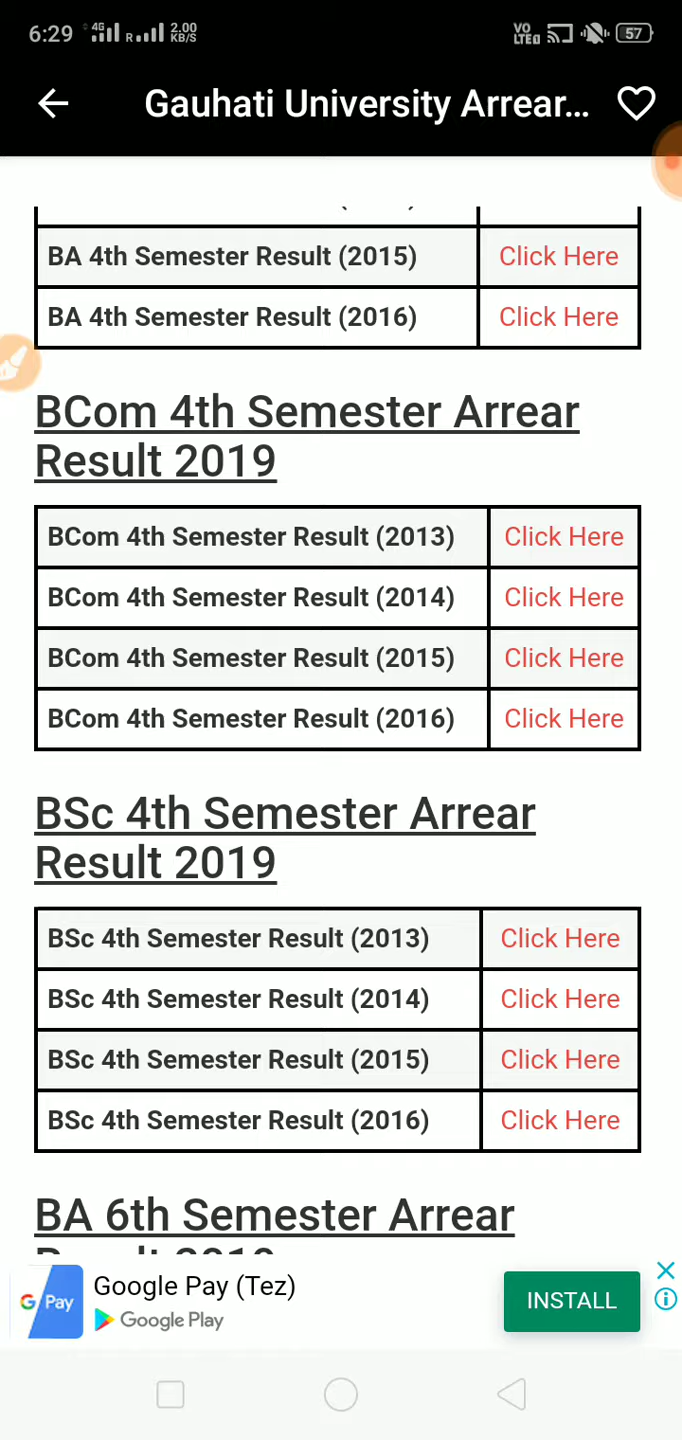 6:29 4G R 2.00 KB/S VO LTE 57
Gauhati University Arrear...
BA 4th Semester Result (2015) Click Here
BA 4th Semester Result (2016) Click Here
BCom 4th Semester Arrear
Result 2019
BCom 4th Semester Result (2013) Click Here
BCom 4th Semester Result (2014) Click Here
BCom 4th Semester Result (2015) Click Here
BCom 4th Semester Result (2016) Click Here
BSc 4th Semester Arrear
Result 2019
BSc 4th Semester Result (2013) Click Here
BSc 4th Semester Result (2014) Click Here
BSc 4th Semester Result (2015) Click Here
BSc 4th Semester Result (2016) Click Here
BA 6th Semester Arrear
Result 2019
G Pay Google Pay (Tez) INSTALL
Google Play